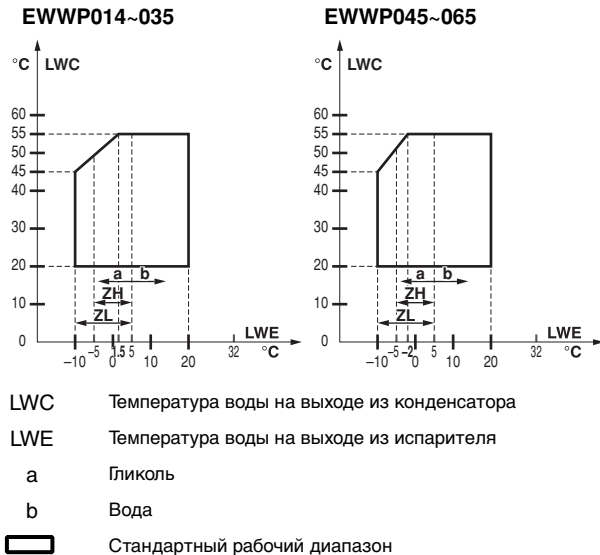 EWWP014~035 EWWP045~065
°C LWC °C LWC
60 60
55 55
50 50
45 45
40 40
30 30
20 20
a b a b
ZH ZH
10 10
ZL ZL
LWE LWE
0 0
–10 –5 0 1.5 5 10 20 32 °C –10 –5 –2 0 5 10 20 32 °C
LWC Температура воды на выходе из конденсатора
LWE Температура воды на выходе из испарителя
a Гликоль
b Вода
Стандартный рабочий диапазон